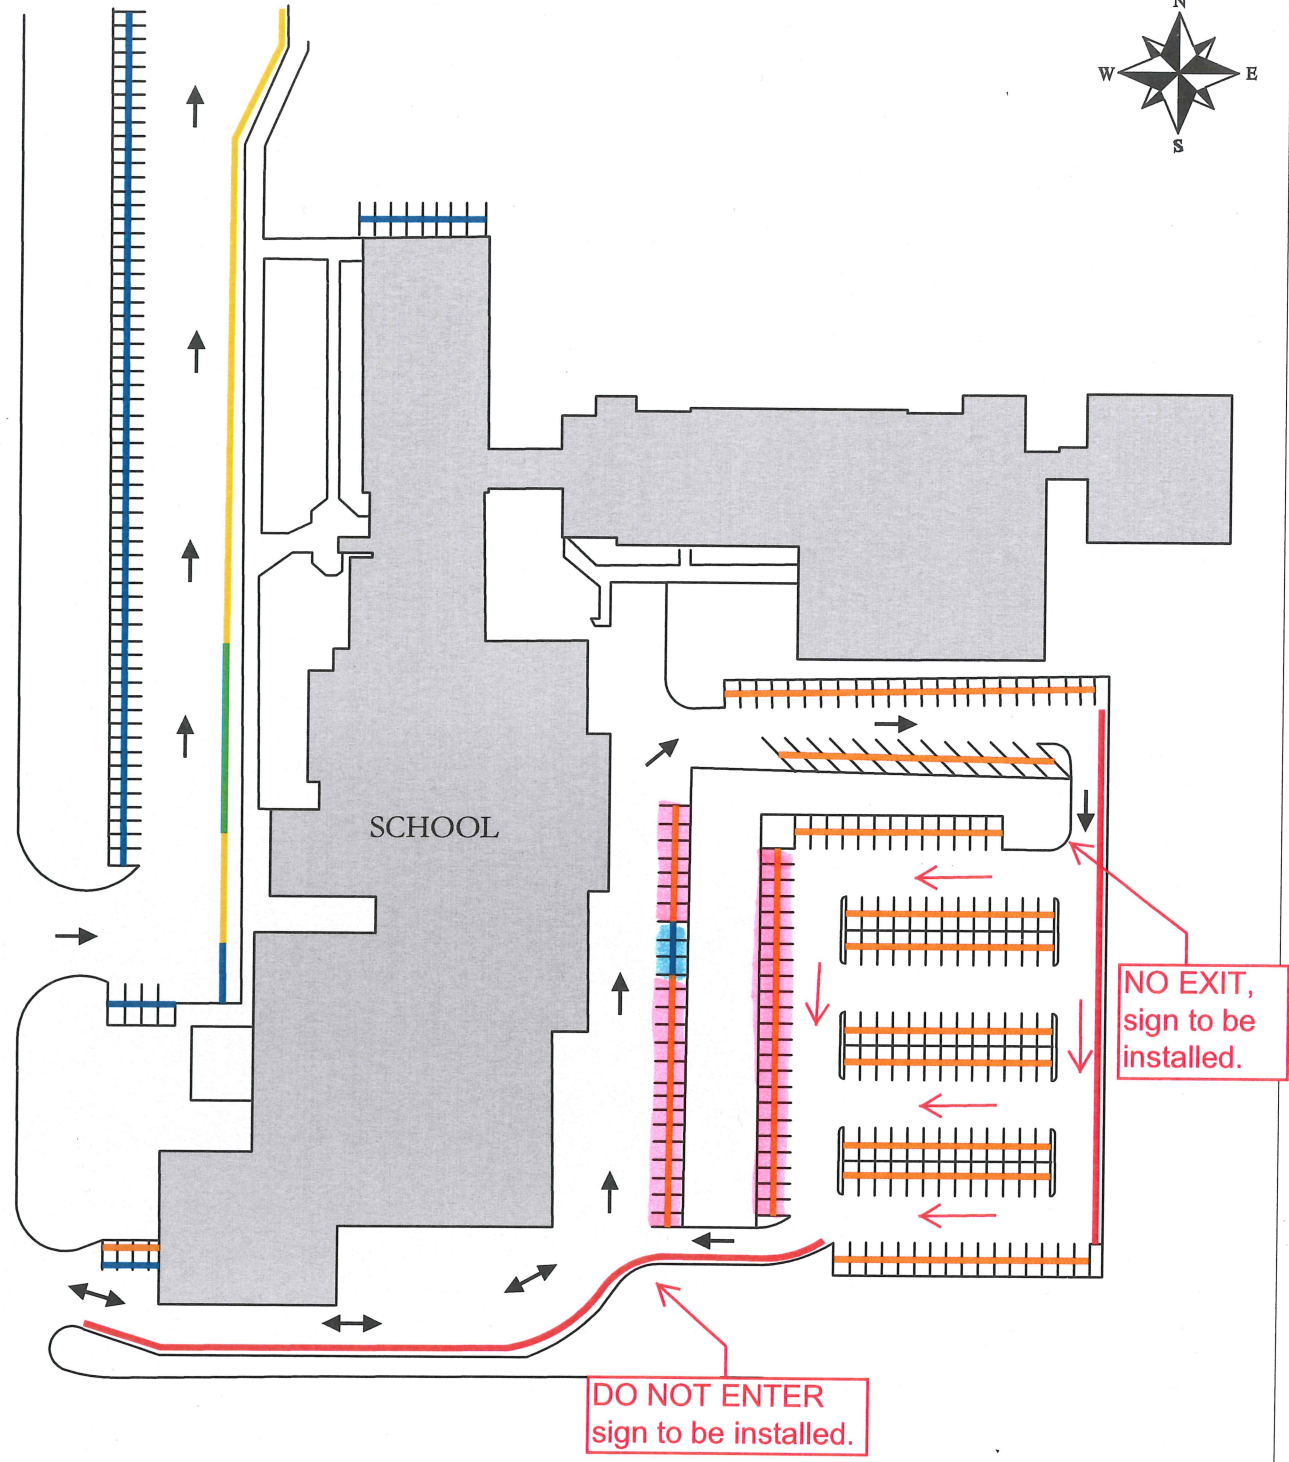 N
W E
S
SCHOOL
NO EXIT,
sign to be
installed.
DO NOT ENTER
sign to be installed.